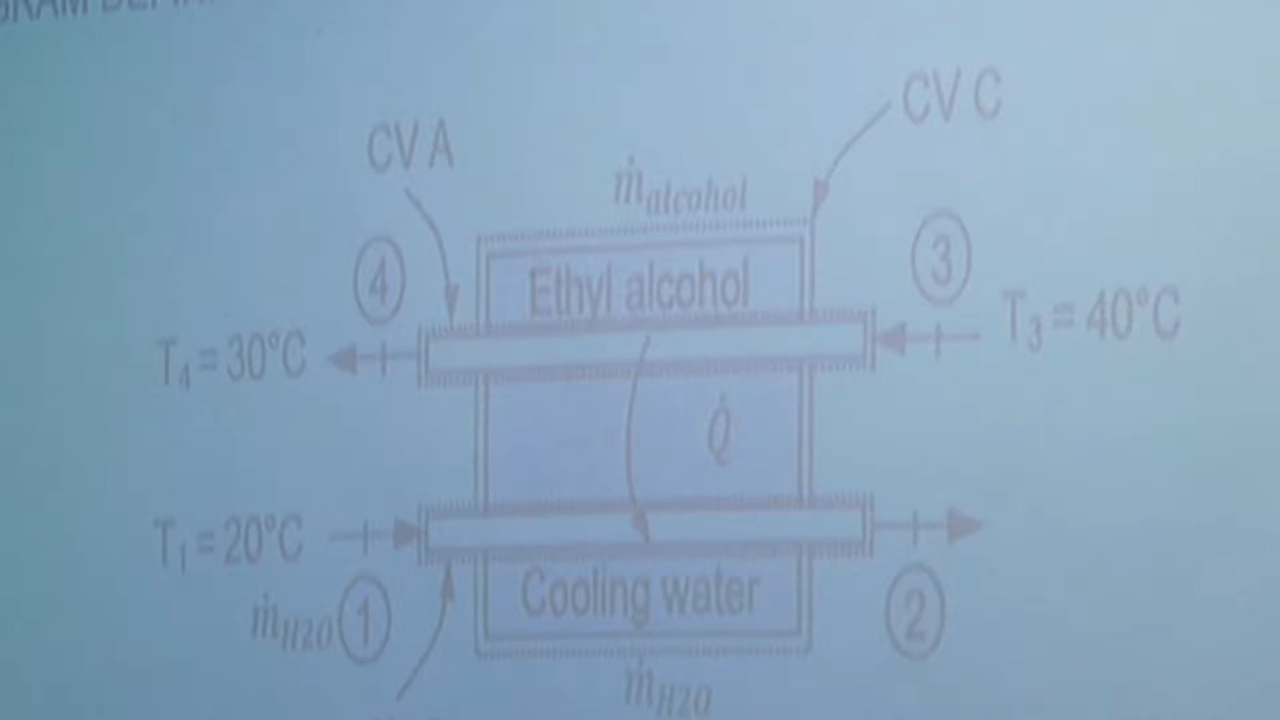 CV C
CV A
ṁalcohol
③
④
Ethyl alcohol
T3 = 40°C
T4 = 30°C
Q̇
T1 = 20°C
Cooling water
ṁH2O ①
②
ṁH2O